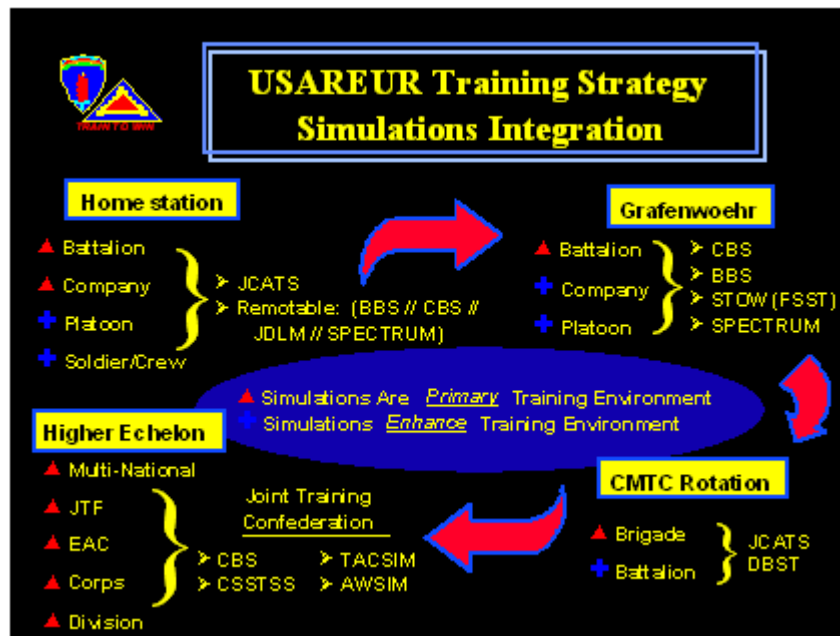 TRAIN TO WIN
USAREUR Training Strategy
Simulations Integration
Home station
Battalion
Company
Platoon
Soldier/Crew
JCATS
Remotable: (BBS // CBS //
JDLM // SPECTRUM)
Grafenwoehr
Battalion
Company
Platoon
CBS
BBS
STOW (FSST)
SPECTRUM
Simulations Are Primary Training Environment
Simulations Enhance Training Environment
Higher Echelon
Multi-National
JTF
EAC
Corps
Division
Joint Training
Confederation
CBS
CSSTSS
TACSIM
AWSIM
CMTC Rotation
Brigade
Battalion
JCATS
DBST